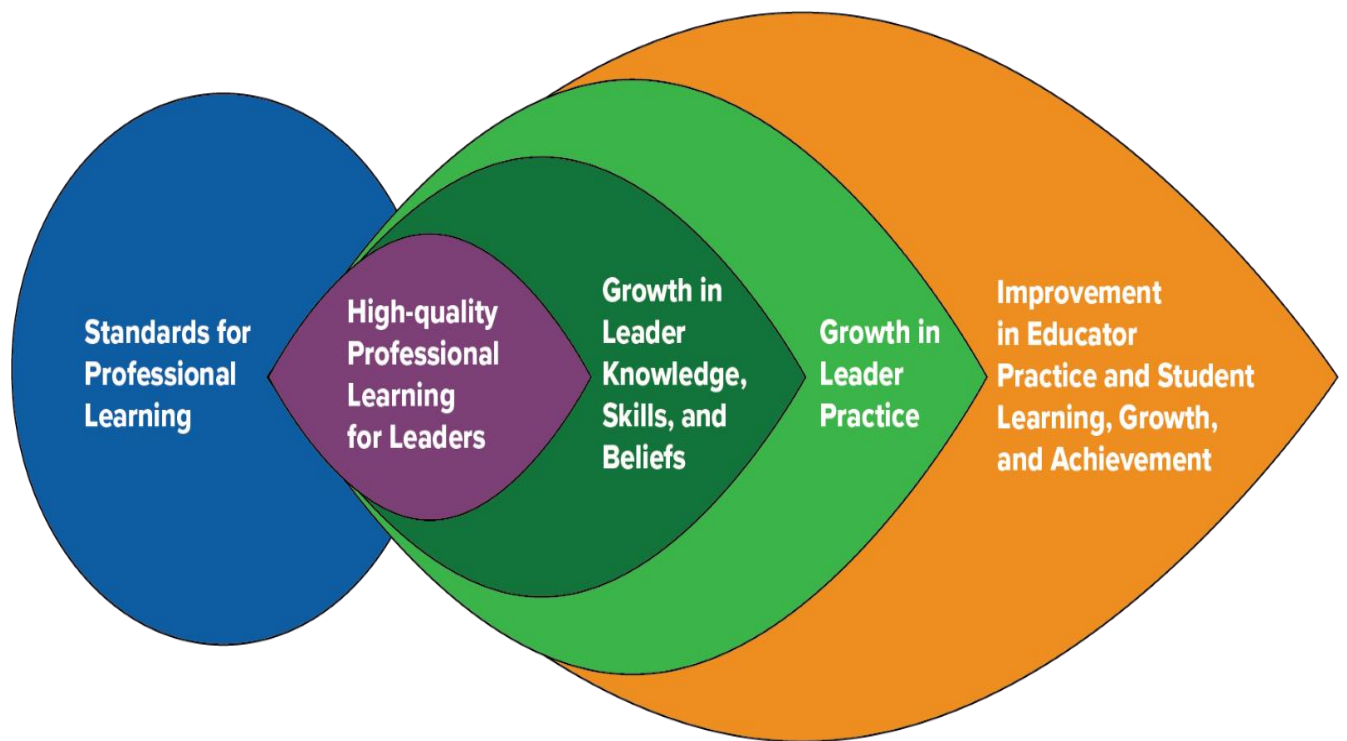 Standards for
Professional
Learning
High-quality
Professional
Learning
for Leaders
Growth in
Leader
Knowledge,
Skills, and
Beliefs
Growth in
Leader
Practice
Improvement
in Educator
Practice and Student
Learning, Growth,
and Achievement